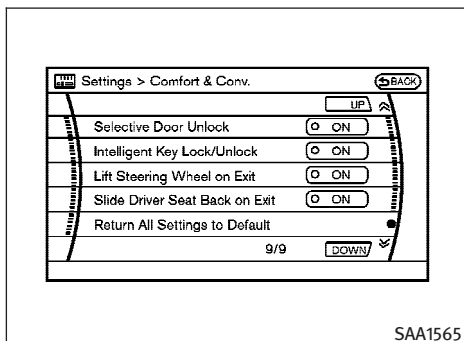 Settings > Comfort & Conv.
BACK
UP
Selective Door Unlock
ON
Intelligent Key Lock/Unlock
ON
Lift Steering Wheel on Exit
ON
Slide Driver Seat Back on Exit
ON
Return All Settings to Default
9/9
DOWN
SAA1565